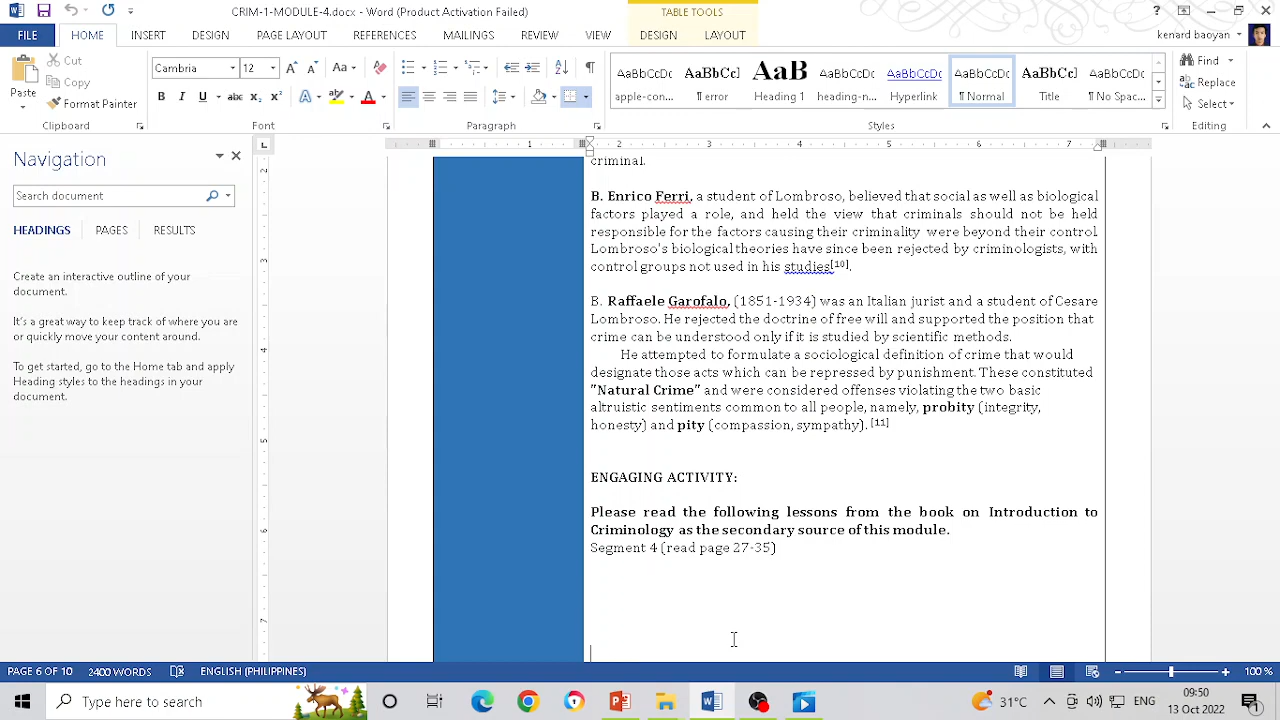 CRIM-1-MODULE-4.docx - Word (Product Activation Failed)
TABLE TOOLS
FILE HOME INSERT DESIGN PAGE LAYOUT REFERENCES MAILINGS REVIEW VIEW DESIGN LAYOUT kenard baoyan
Paste Cut Copy Format Painter
Clipboard
Cambria 12
Font
Paragraph
AaBbCcDc apple-con...
AaBbCc] ¶ error
AaB Heading 1
AaBbCcDc heading-n...
AaBbCcDc Hyperlink
AaBbCcDc ¶ Normal
AaBbCcI Title
AaBbCcDc ¶ No Spac...
Styles
Find
Replace
Select
Editing
Navigation
Search document
HEADINGS PAGES RESULTS
Create an interactive outline of your
document.
It's a great way to keep track of where you are
or quickly move your content around.
To get started, go to the Home tab and apply
Heading styles to the headings in your
document.
1 2 3 4 5 6 7
2
3
4
5
6
7
criminal.
B. Enrico Ferri, a student of Lombroso, believed that social as well as biological
factors played a role, and held the view that criminals should not be held
responsible for the factors causing their criminality were beyond their control.
Lombroso's biological theories have since been rejected by criminologists, with
control groups not used in his studies[10].
B. Raffaele Garofalo, (1851-1934) was an Italian jurist and a student of Cesare
Lombroso. He rejected the doctrine of free will and supported the position that
crime can be understood only if it is studied by scientific methods.
He attempted to formulate a sociological definition of crime that would
designate those acts which can be repressed by punishment. These constituted
"Natural Crime" and were considered offenses violating the two basic
altruistic sentiments common to all people, namely, probity (integrity,
honesty) and pity (compassion, sympathy). [11]
ENGAGING ACTIVITY:
Please read the following lessons from the book on Introduction to
Criminology as the secondary source of this module.
Segment 4 (read page 27-35)
PAGE 6 OF 10 2400 WORDS ENGLISH (PHILIPPINES) 100 %
Type here to search
31°C ENG
09:50
13 Oct 2022